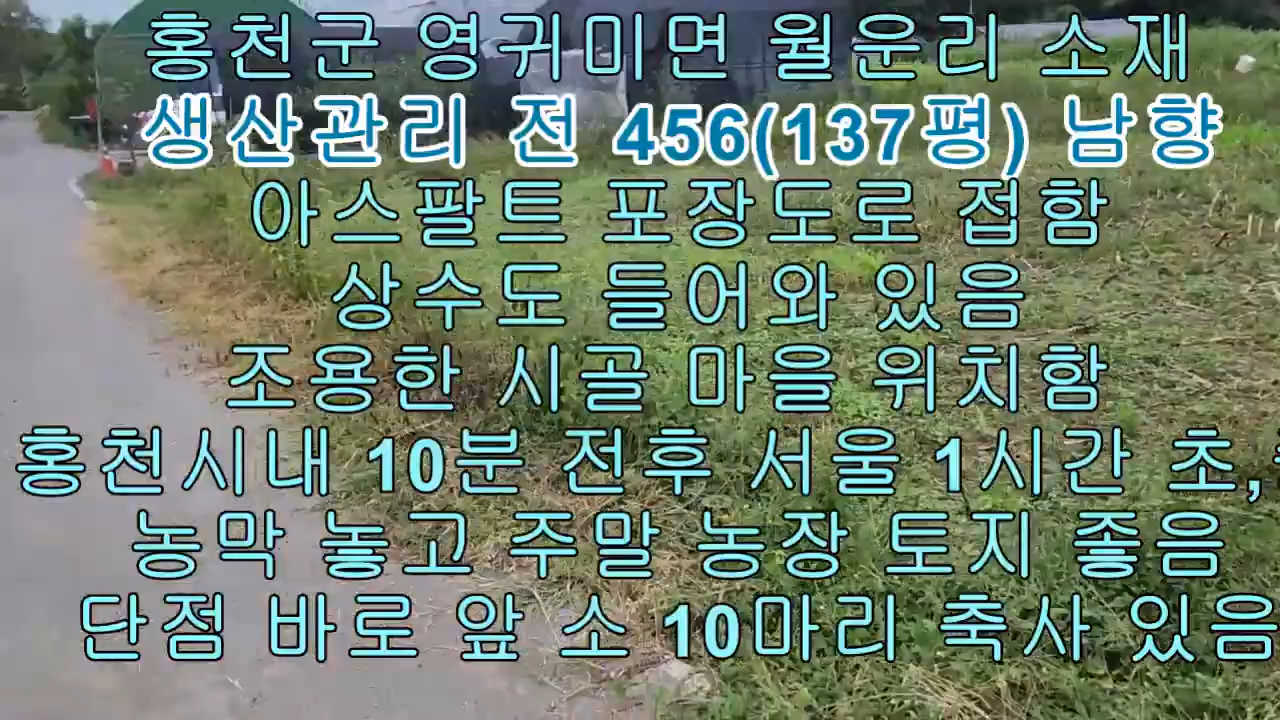 홍천군 영귀미면 월운리 소재
생산관리 전 456(137평) 남향
아스팔트 포장도로 접함
상수도 들어와 있음
조용한 시골 마을 위치함
홍천시내 10분 전후 서울 1시간 초,
농막 놓고 주말 농장 토지 좋음
단점 바로 앞 소 10마리 축사 있음